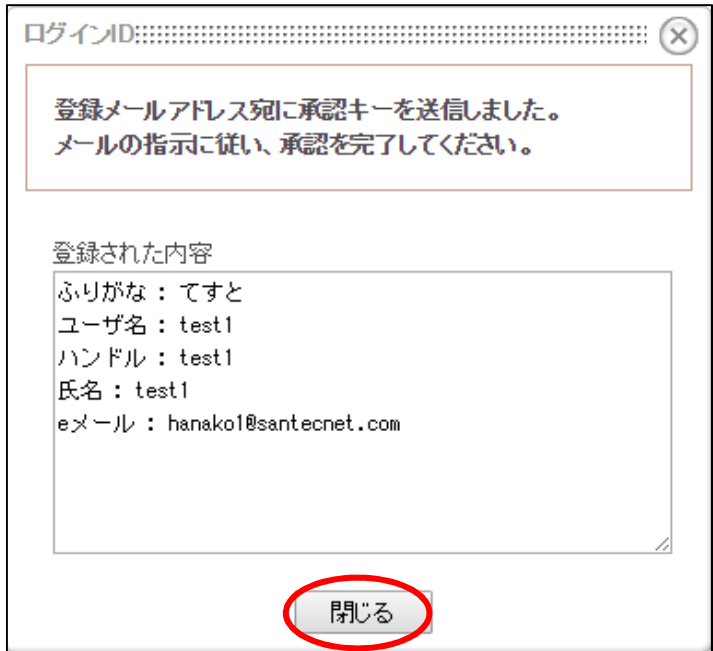 ログインID
登録メールアドレス宛に承認キーを送信しました。
メールの指示に従い、承認を完了してください。
登録された内容
ふりがな : てすと
ユーザ名 : test1
ハンドル : test1
氏名 : test1
eメール : hanako1@santecnet.com
閉じる